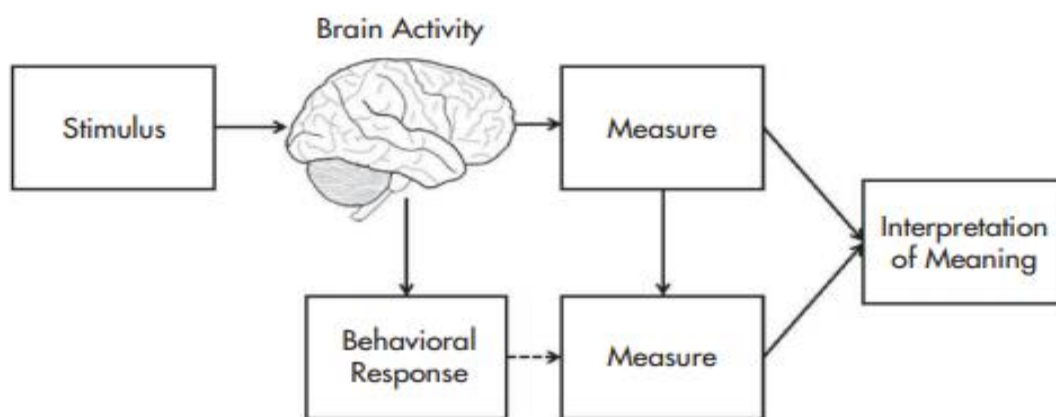 Brain Activity
Stimulus
Measure
Interpretation
of Meaning
Behavioral
Response
Measure